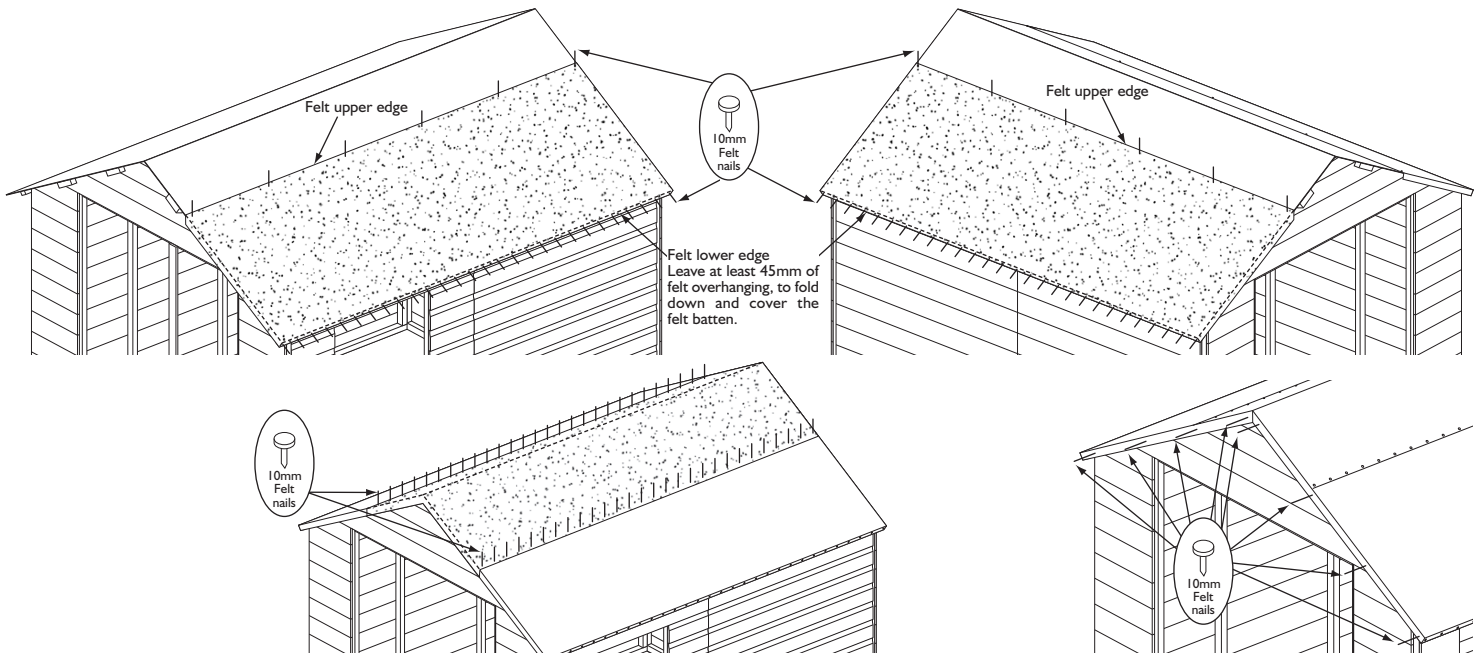 Felt upper edge
10mm
Felt
nails
Felt upper edge
Felt lower edge
Leave at least 45mm of
felt overhanging, to fold
down and cover the
felt batten.
10mm
Felt
nails
10mm
Felt
nails